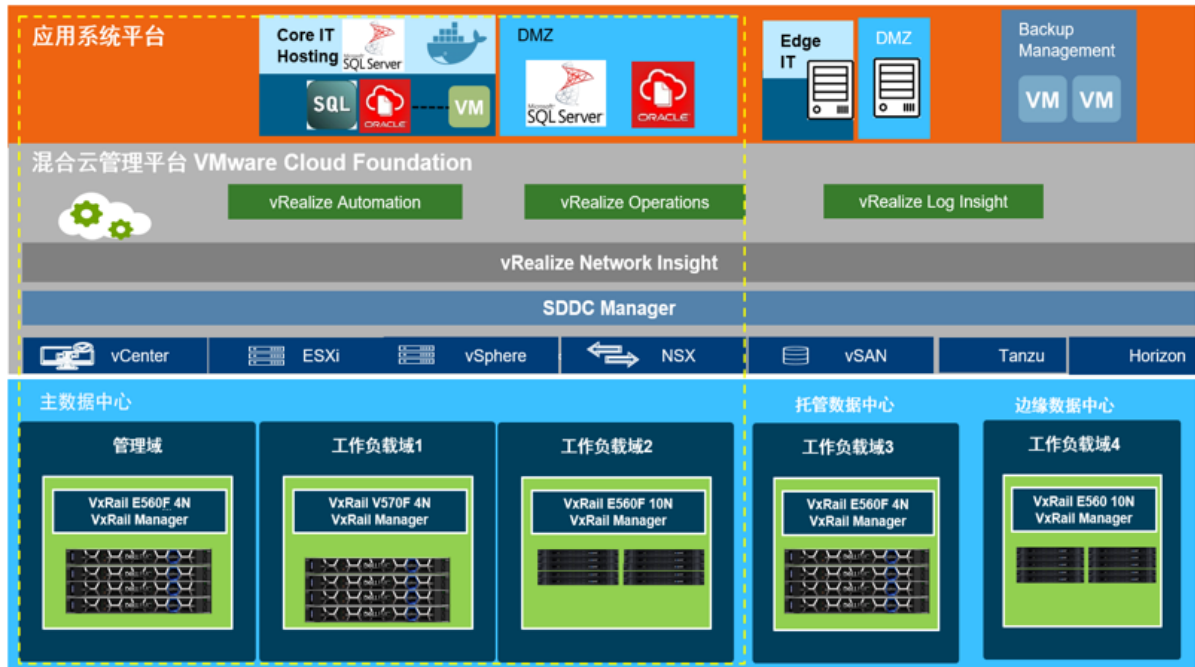 应用系统平台
Core IT
Hosting
Microsoft
SQL Server
SQL
ORACLE
VM
DMZ
Microsoft
SQL Server
ORACLE
Edge
IT
DMZ
Backup
Management
VM
VM
混合云管理平台 VMware Cloud Foundation
vRealize Automation
vRealize Operations
vRealize Log Insight
vRealize Network Insight
SDDC Manager
vCenter
ESXi
vSphere
NSX
vSAN
Tanzu
Horizon
主数据中心
托管数据中心
边缘数据中心
管理域
VxRail E560F 4N
VxRail Manager
工作负载域1
VxRail V570F 4N
VxRail Manager
工作负载域2
VxRail E560F 10N
VxRail Manager
工作负载域3
VxRail E560F 4N
VxRail Manager
工作负载域4
VxRail E560 10N
VxRail Manager